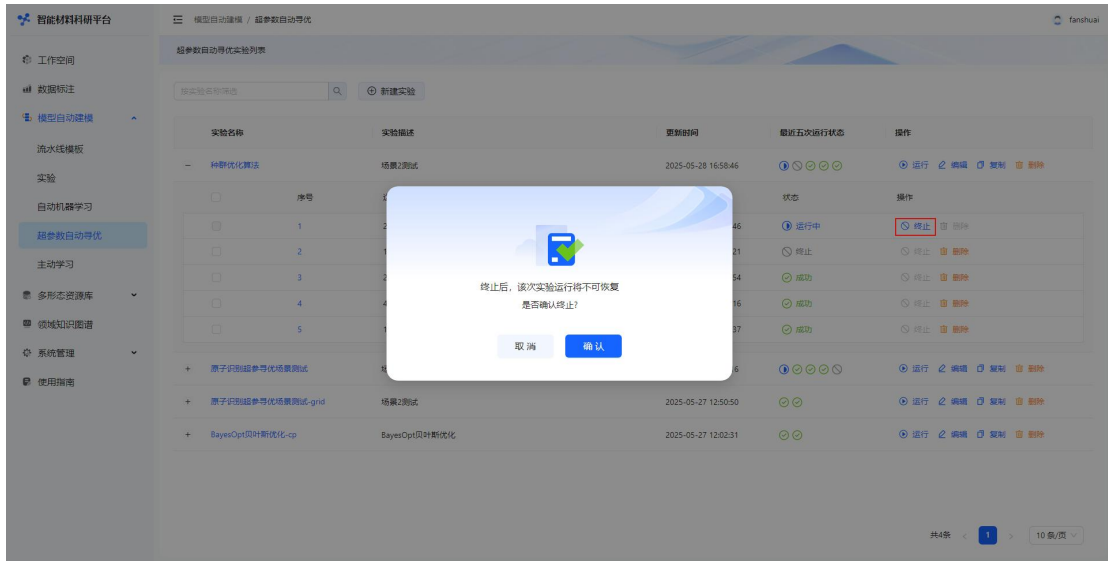 智能材料科研平台
模型自动建模 / 超参数自动寻优
fanshuai
工作空间
数据标注
模型自动建模
流水线模板
实验
自动机器学习
超参数自动寻优
主动学习
多形态资源库
领域知识图谱
系统管理
使用指南
超参数自动寻优实验列表
按实验名称筛选
新建实验
实验名称 实验描述 更新时间 最近五次运行状态 操作
种群优化算法 场景2测试 2025-05-28 16:58:46 运行 编辑 复制 删除
序号 状态 操作
1 2 46 运行中 终止 删除
2 1 21 终止 终止 删除
3 2 54 成功 终止 删除
4 4 16 成功 终止 删除
5 1 37 成功 终止 删除
终止后，该次实验运行将不可恢复
是否确认终止?
取 消 确 认
原子识别超参寻优场景测试 6 运行 编辑 复制 删除
原子识别超参寻优场景测试-grid 场景2测试 2025-05-27 12:50:50 运行 编辑 复制 删除
BayesOpt贝叶斯优化-cp BayesOpt贝叶斯优化 2025-05-27 12:02:31 运行 编辑 复制 删除
共4条 < 1 > 10 条/页